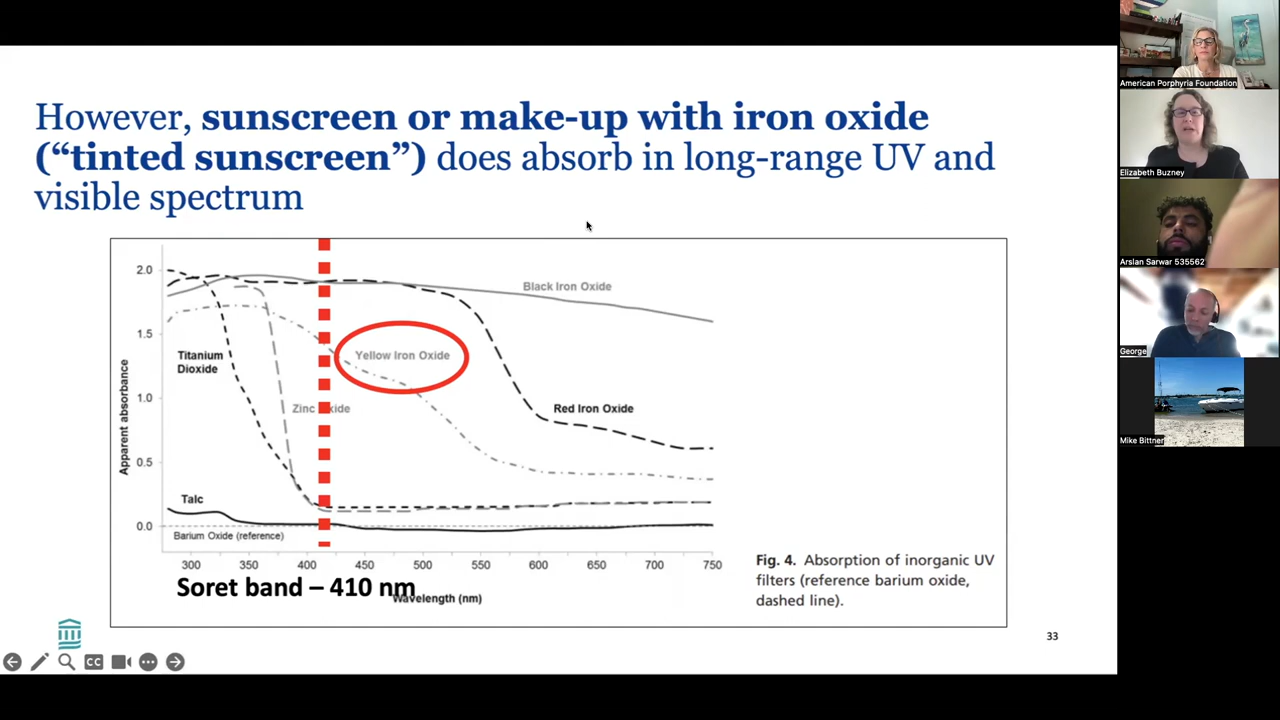 However, sunscreen or make-up with iron oxide
(“tinted sunscreen”) does absorb in long-range UV and
visible spectrum
2.0
1.5
1.0
0.5
0.0
Apparent absorbance
Black Iron Oxide
Titanium
Dioxide
Yellow Iron Oxide
Zinc Oxide
Red Iron Oxide
Talc
Barium Oxide (reference)
300 350 400 450 500 550 600 650 700 750
Soret band – 410 nm
Wavelength (nm)
Fig. 4. Absorption of inorganic UV
filters (reference barium oxide,
dashed line).
33
CC
American Porphyria Foundation
Elizabeth Buzney
Arslan Sarwar 535562
George
Mike Bittner